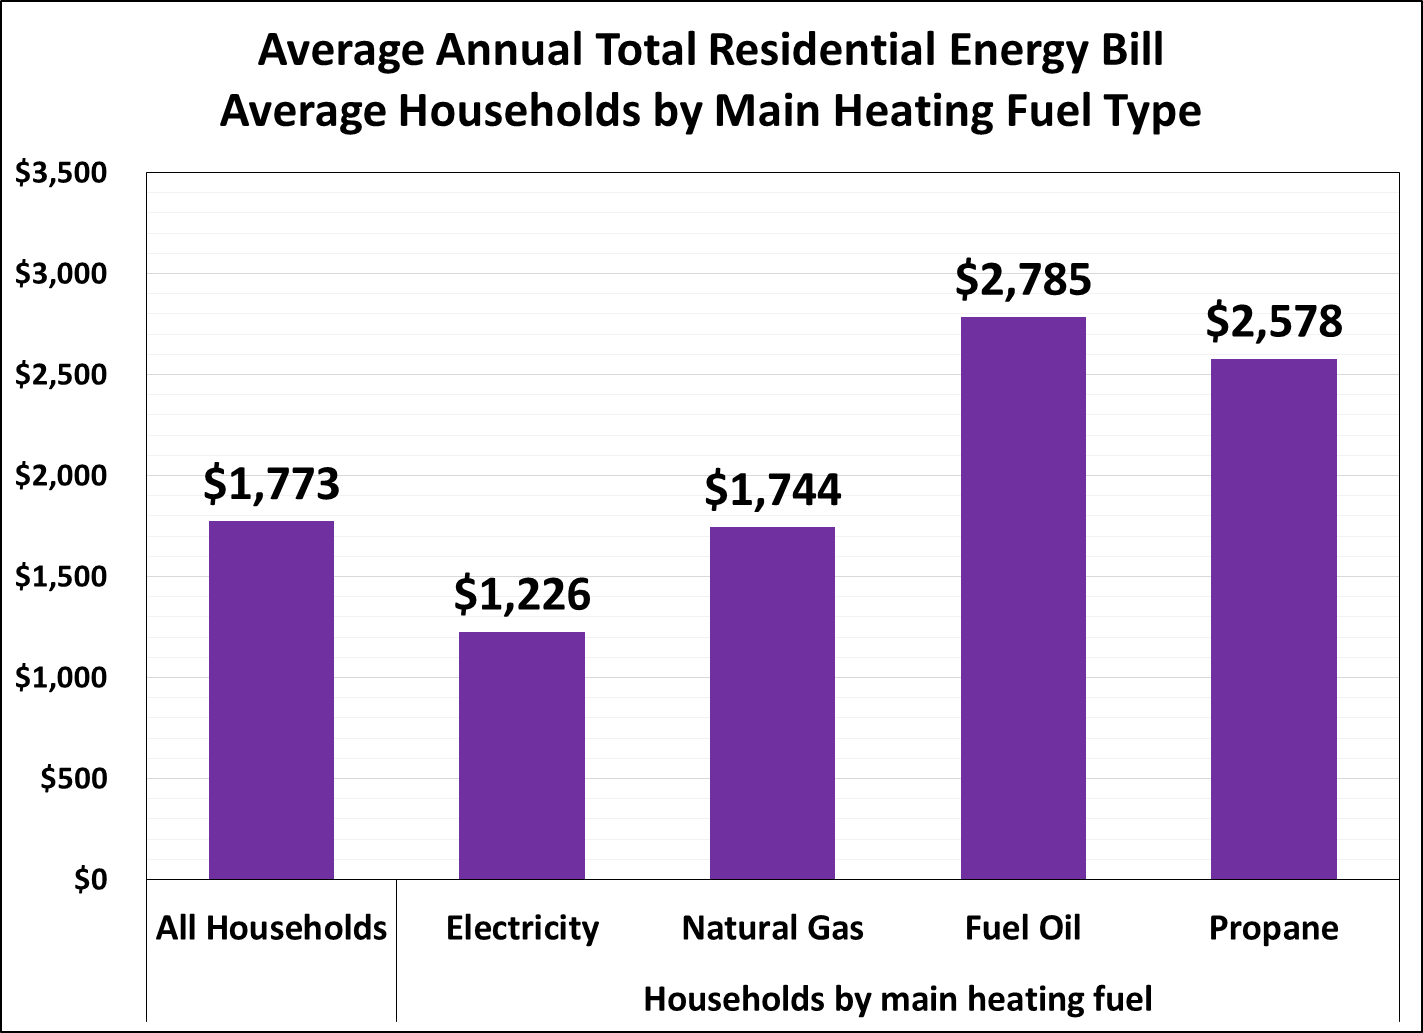 Average Annual Total Residential Energy Bill
Average Households by Main Heating Fuel Type
$3,500
$3,000
$2,500
$2,000
$1,500
$1,000
$500
$0
$1,773
$1,226
$1,744
$2,785
$2,578
All Households
Electricity
Natural Gas
Fuel Oil
Propane
Households by main heating fuel